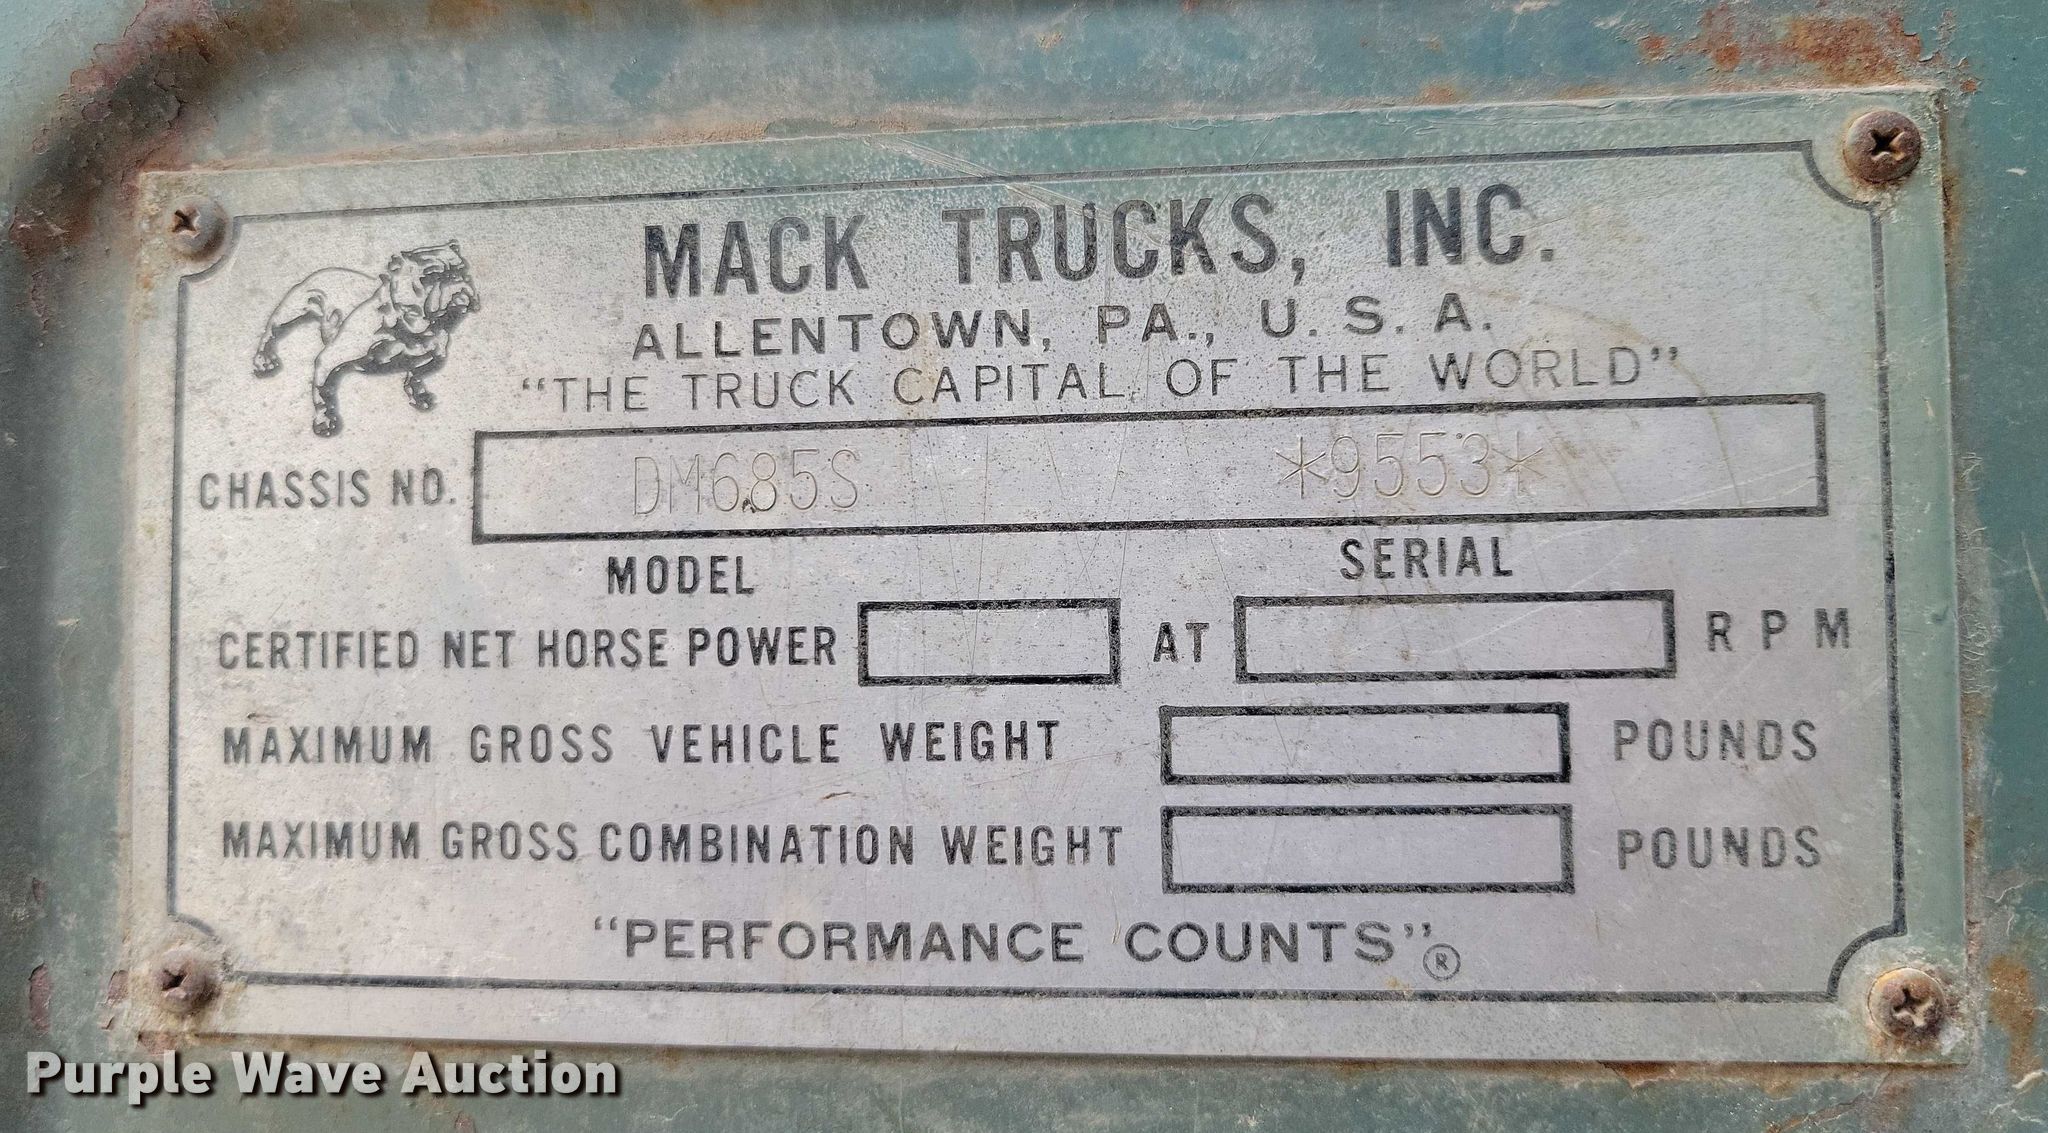 MACK TRUCKS, INC.
ALLENTOWN, PA., U.S.A.
"THE TRUCK CAPITAL OF THE WORLD"
CHASSIS NO. DM685S *9553*
MODEL SERIAL
CERTIFIED NET HORSE POWER AT RPM
MAXIMUM GROSS VEHICLE WEIGHT POUNDS
MAXIMUM GROSS COMBINATION WEIGHT POUNDS
"PERFORMANCE COUNTS"®
Purple Wave Auction